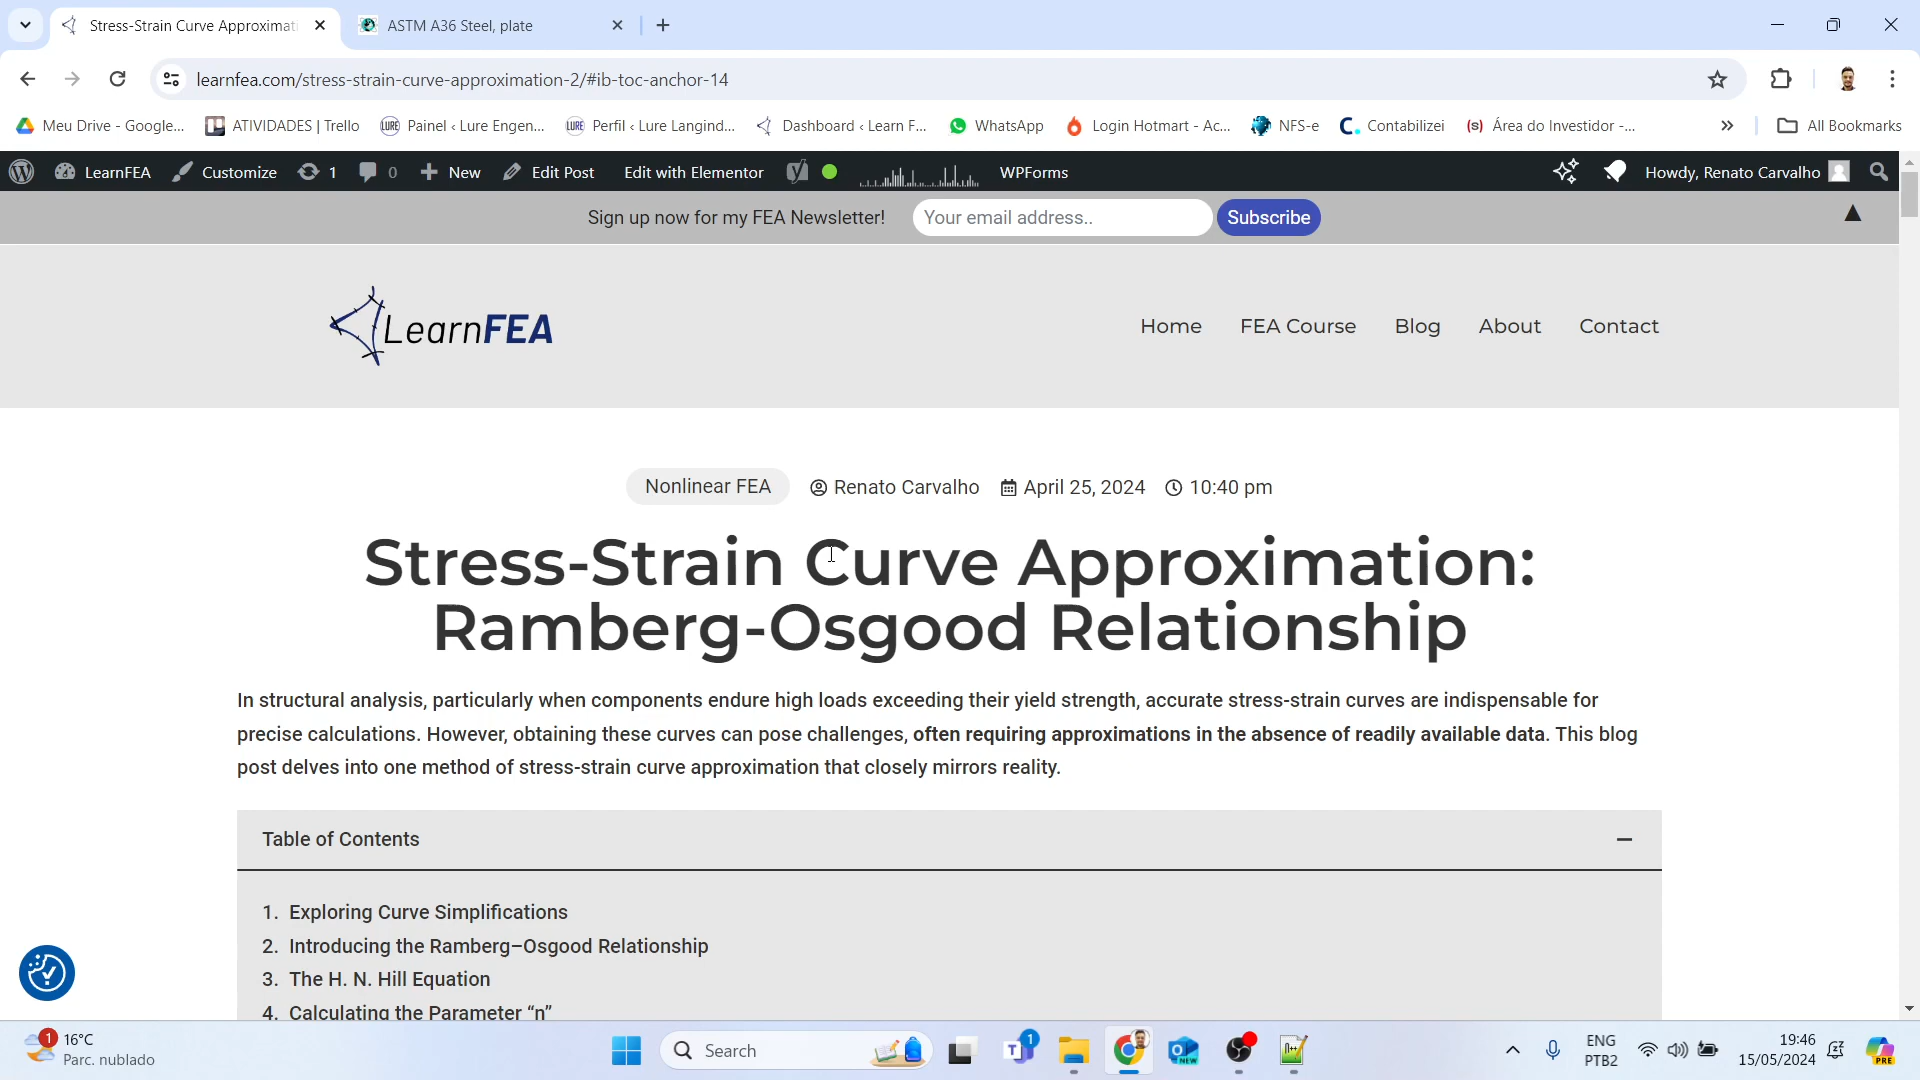 Stress-Strain Curve Approximati
ASTM A36 Steel, plate
learnfea.com/stress-strain-curve-approximation-2/#ib-toc-anchor-14
Meu Drive - Google... ATIVIDADES | Trello Painel ‹ Lure Engen... Perfil ‹ Lure Langind... Dashboard ‹ Learn F... WhatsApp Login Hotmart - Ac... NFS-e Contabilizei Área do Investidor -... » All Bookmarks
LearnFEA Customize 1 0 New Edit Post Edit with Elementor WPForms Howdy, Renato Carvalho
Sign up now for my FEA Newsletter! Your email address.. Subscribe
LearnFEA
Home FEA Course Blog About Contact
Nonlinear FEA Renato Carvalho April 25, 2024 10:40 pm
Stress-Strain Curve Approximation:
Ramberg-Osgood Relationship
In structural analysis, particularly when components endure high loads exceeding their yield strength, accurate stress-strain curves are indispensable for
precise calculations. However, obtaining these curves can pose challenges, often requiring approximations in the absence of readily available data. This blog
post delves into one method of stress-strain curve approximation that closely mirrors reality.
Table of Contents
1. Exploring Curve Simplifications
2. Introducing the Ramberg–Osgood Relationship
3. The H. N. Hill Equation
4. Calculating the Parameter “n”
1 16°C
Parc. nublado
Search
1
ENG
PTB2
19:46
15/05/2024
PRE